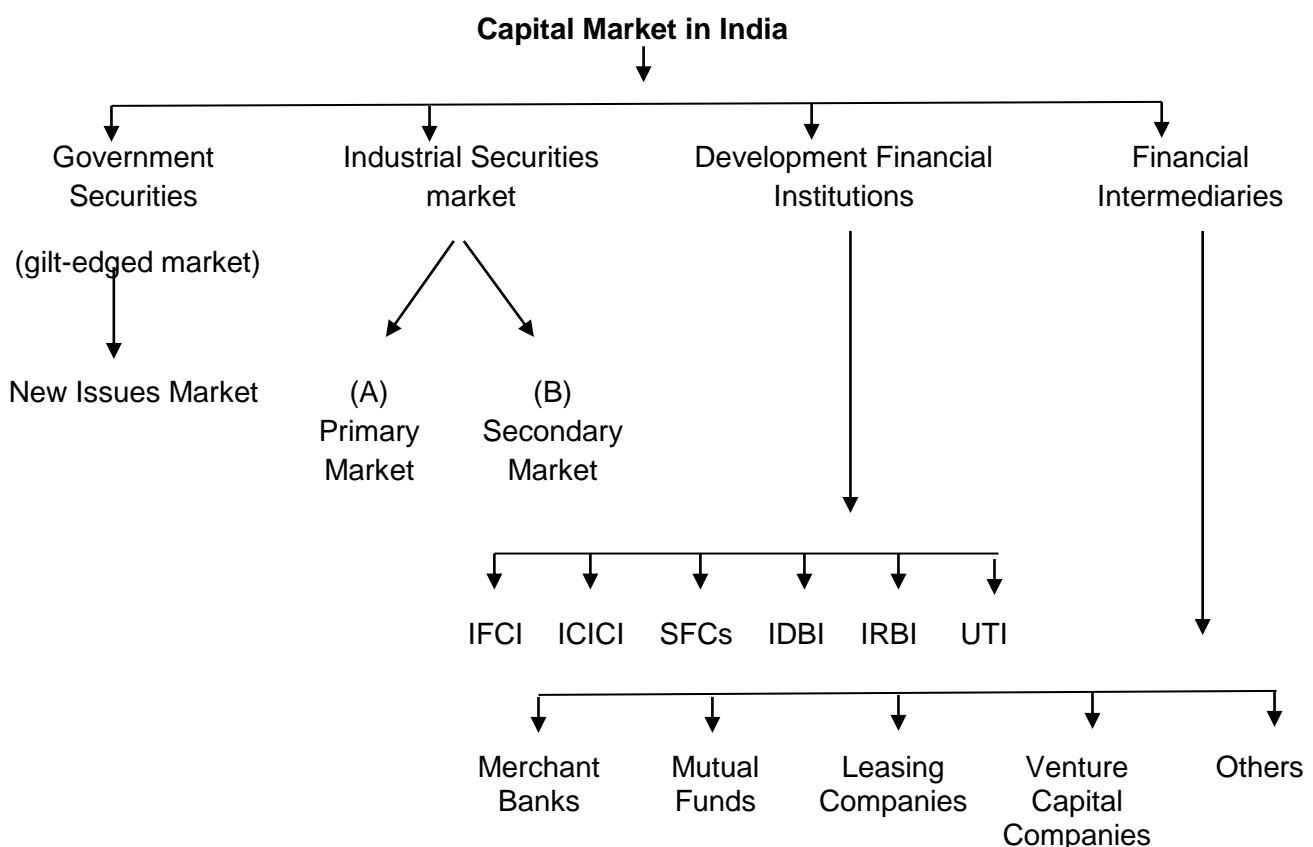 Capital Market in India
Government
Securities
(gilt-edged market)
New Issues Market
Industrial Securities
market
(A)
Primary
Market
(B)
Secondary
Market
Development Financial
Institutions
IFCI
ICICI
SFCs
IDBI
IRBI
UTI
Financial
Intermediaries
Merchant
Banks
Mutual
Funds
Leasing
Companies
Venture
Capital
Companies
Others